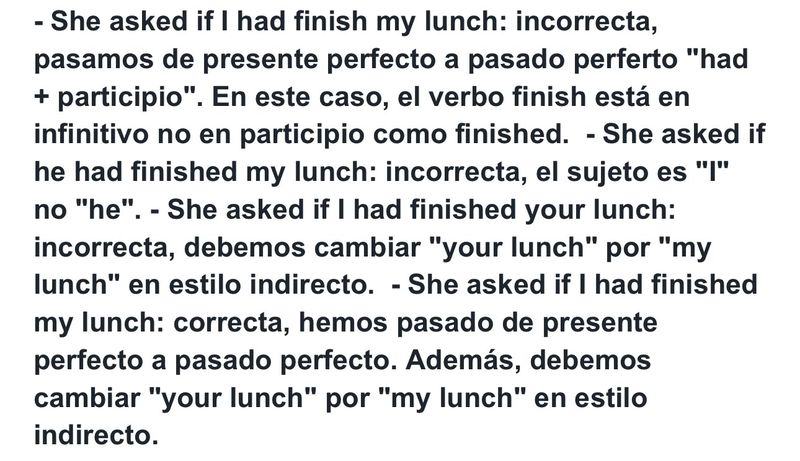 - She asked if I had finish my lunch: incorrecta,
pasamos de presente perfecto a pasado perferto "had
+ participio". En este caso, el verbo finish está en
infinitivo no en participio como finished.  - She asked if
he had finished my lunch: incorrecta, el sujeto es "I"
no "he". - She asked if I had finished your lunch:
incorrecta, debemos cambiar "your lunch" por "my
lunch" en estilo indirecto.  - She asked if I had finished
my lunch: correcta, hemos pasado de presente
perfecto a pasado perfecto. Además, debemos
cambiar "your lunch" por "my lunch" en estilo
indirecto.